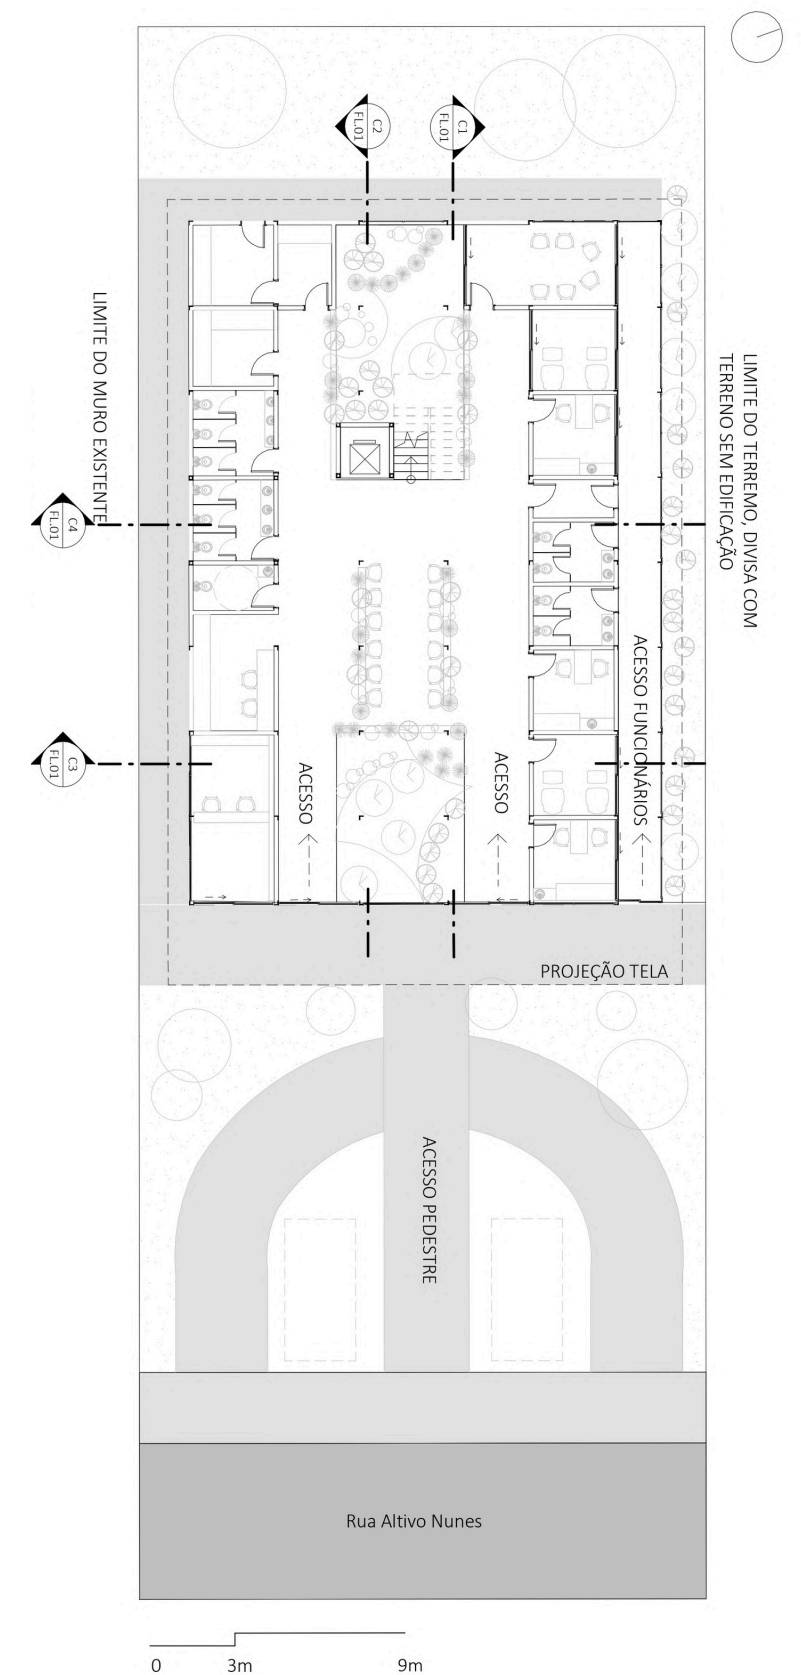 C2
FL.01
C1
FL.01
LIMITE DO MURO EXISTENTE
LIMITE DO TERREMO, DIVISA COM
TERRENO SEM EDIFICAÇÃO
C4
FL.01
ACESSO FUNCIONÁRIOS
C3
FL.01
ACESSO
ACESSO
PROJEÇÃO TELA
ACESSO PEDESTRE
Rua Altivo Nunes
0
3m
9m